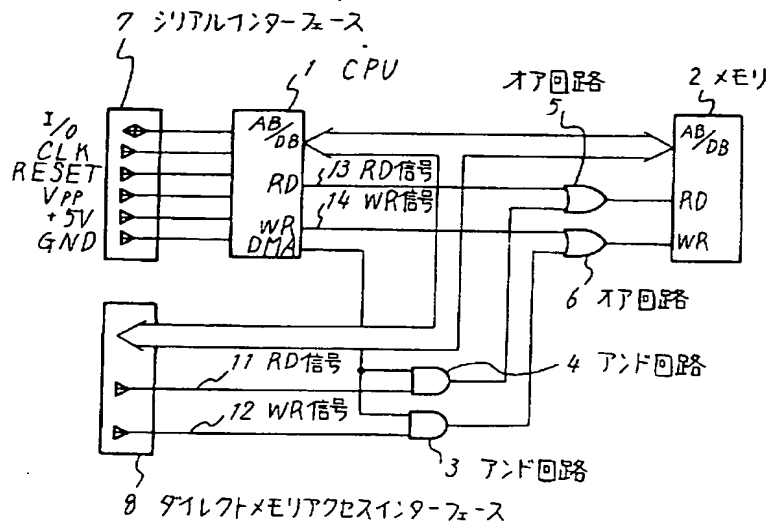 7 シリアルインターフェース
1 CPU
オア回路
5
2 メモリ
I/O
CLK
RESET
VPP
+5V
GND
AB/DB
RD
WR
DMA
13 RD信号
14 WR信号
AB/DB
RD
WR
6 オア回路
11 RD信号
4 アンド回路
12 WR信号
3 アンド回路
8 ダイレクトメモリアクセスインターフェース